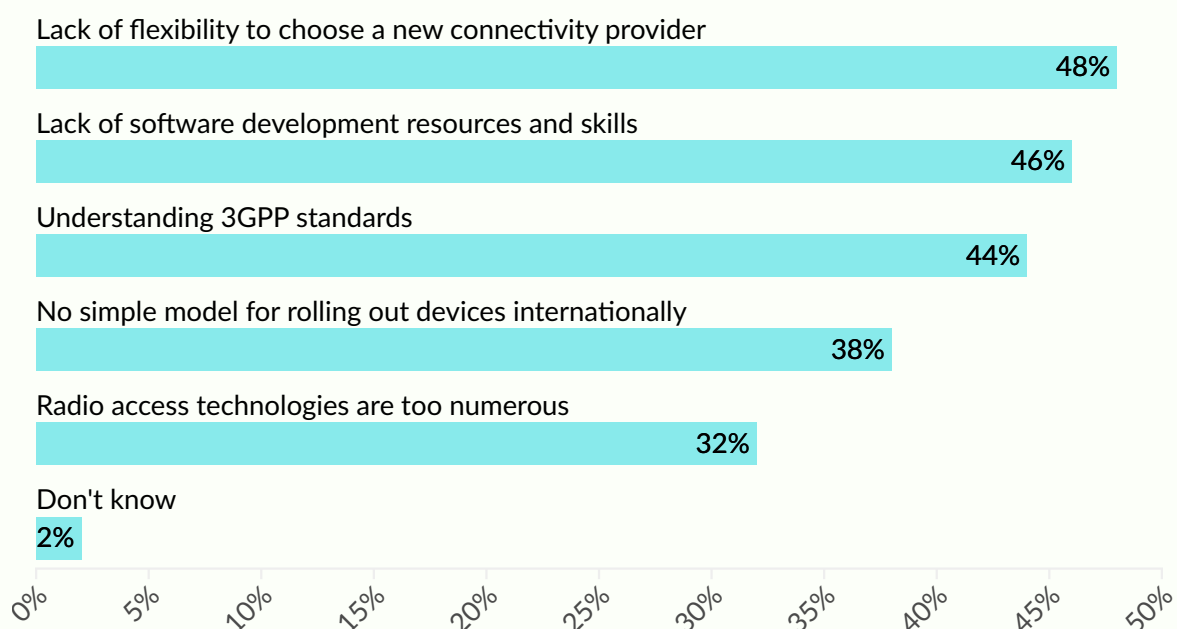 Lack of flexibility to choose a new connectivity provider
48%
Lack of software development resources and skills
46%
Understanding 3GPP standards
44%
No simple model for rolling out devices internationally
38%
Radio access technologies are too numerous
32%
Don't know
2%
0% 5% 10% 15% 20% 25% 30% 35% 40% 45% 50%